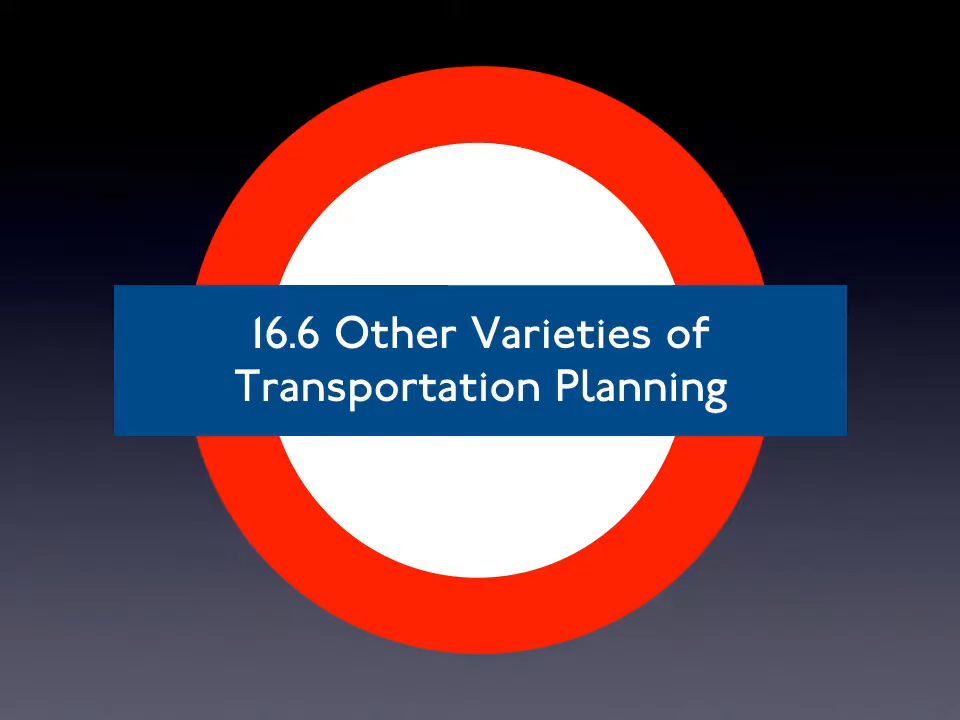 16.6 Other Varieties of
Transportation Planning